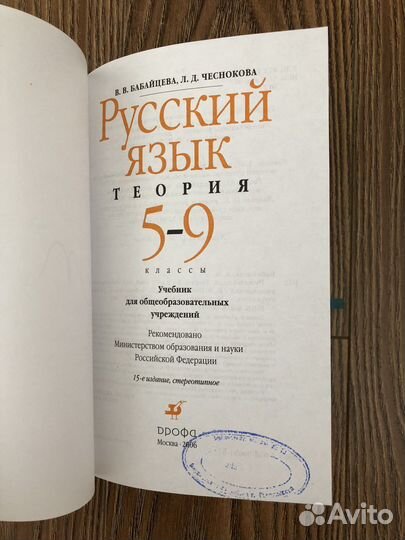 В. В. БАБАЙЦЕВА, Л. Д. ЧЕСНОКОВА
РУССКИЙ
ЯЗЫК
ТЕОРИЯ
5–9
КЛАССЫ
Учебник
для общеобразовательных
учреждений
Рекомендовано
Министерством образования и науки
Российской Федерации
15-е издание, стереотипное
ДРОФА
Москва · 2006
Avito